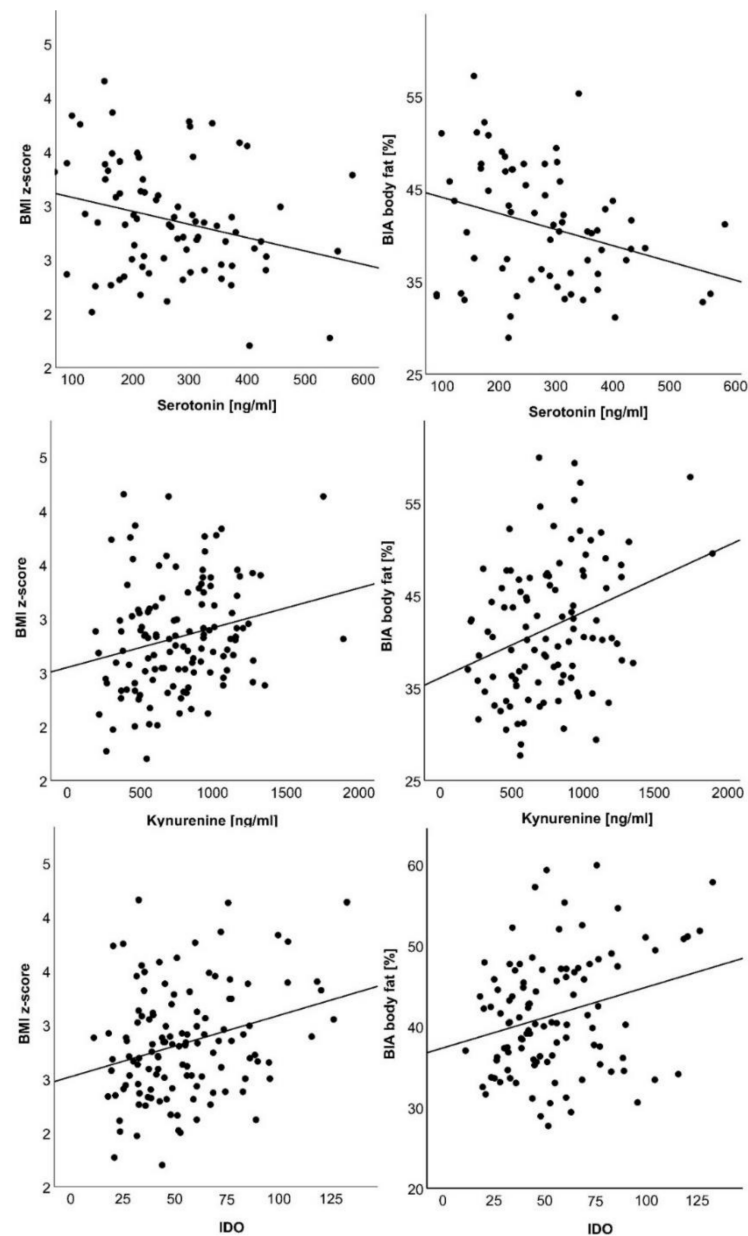 5
4
4
3
3
2
2
BMI z-score
100 200 300 400 500 600
Serotonin [ng/ml]
55
45
35
25
BIA body fat [%]
100 200 300 400 500 600
Serotonin [ng/ml]
5
4
4
3
3
2
2
BMI z-score
0 500 1000 1500 2000
Kynurenine [ng/ml]
55
45
35
25
BIA body fat [%]
0 500 1000 1500 2000
Kynurenine [ng/ml]
5
4
4
3
3
2
2
BMI z-score
0 25 50 75 100 125
IDO
60
50
40
30
20
BIA body fat [%]
0 25 50 75 100 125
IDO